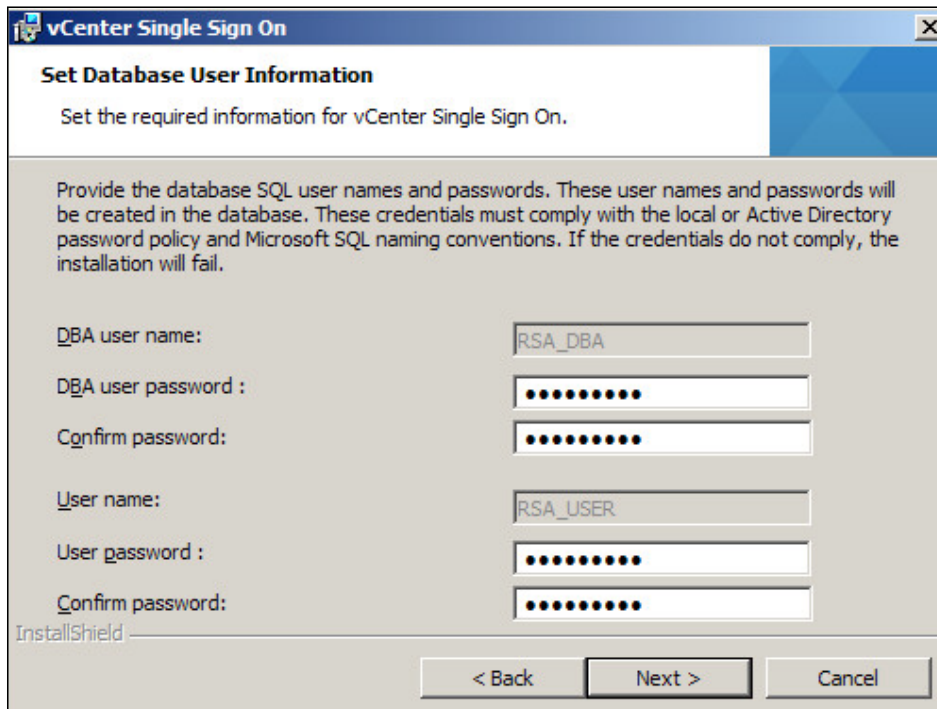 vCenter Single Sign On
Set Database User Information
Set the required information for vCenter Single Sign On.
Provide the database SQL user names and passwords. These user names and passwords will
be created in the database. These credentials must comply with the local or Active Directory
password policy and Microsoft SQL naming conventions. If the credentials do not comply, the
installation will fail.
DBA user name:
RSA_DBA
DBA user password :
●●●●●●●●●
Confirm password:
●●●●●●●●●
User name:
RSA_USER
User password :
●●●●●●●●●
Confirm password:
●●●●●●●●●
InstallShield
< Back
Next >
Cancel